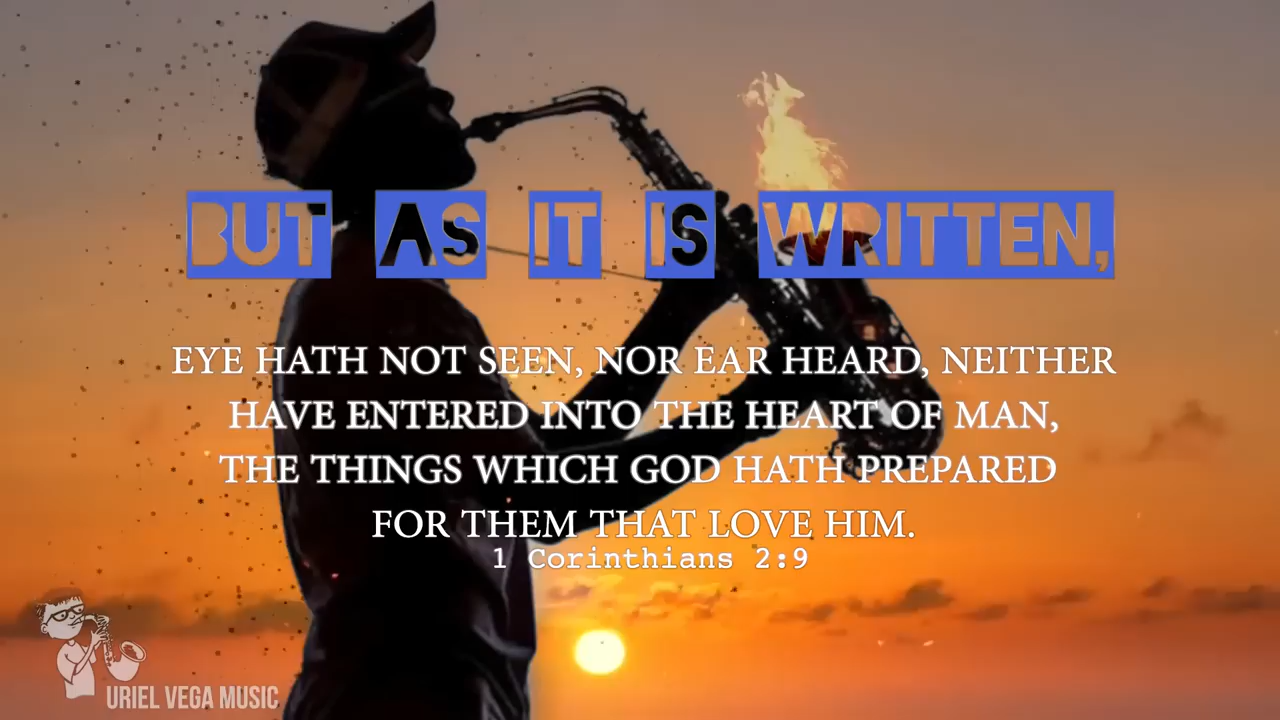 BUT AS IT IS WRITTEN,
EYE HATH NOT SEEN, NOR EAR HEARD, NEITHER
HAVE ENTERED INTO THE HEART OF MAN,
THE THINGS WHICH GOD HATH PREPARED
FOR THEM THAT LOVE HIM.
1 Corinthians 2:9
URIEL VEGA MUSIC